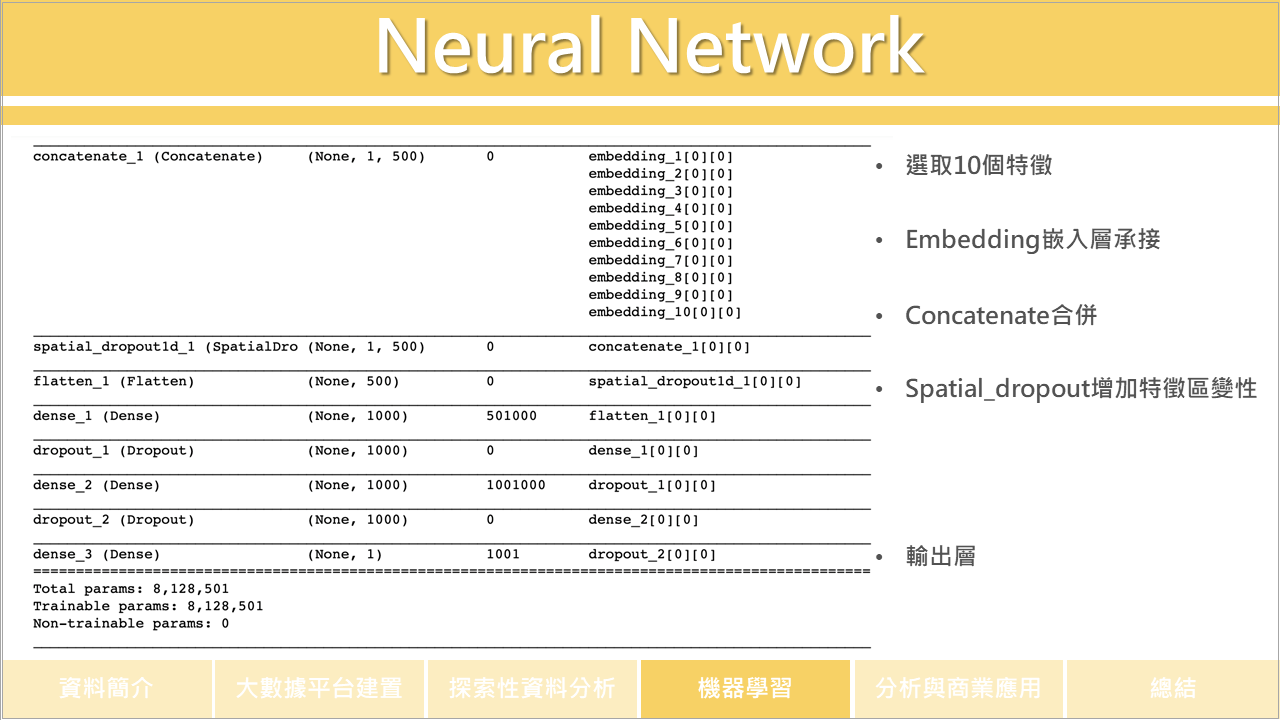 Neural Network
concatenate_1 (Concatenate) (None, 1, 500) 0 embedding_1[0][0]
embedding_2[0][0]
embedding_3[0][0]
embedding_4[0][0]
embedding_5[0][0]
embedding_6[0][0]
embedding_7[0][0]
embedding_8[0][0]
embedding_9[0][0]
embedding_10[0][0]
spatial_dropout1d_1 (SpatialDro (None, 1, 500) 0 concatenate_1[0][0]
flatten_1 (Flatten) (None, 500) 0 spatial_dropout1d_1[0][0]
dense_1 (Dense) (None, 1000) 501000 flatten_1[0][0]
dropout_1 (Dropout) (None, 1000) 0 dense_1[0][0]
dense_2 (Dense) (None, 1000) 1001000 dropout_1[0][0]
dropout_2 (Dropout) (None, 1000) 0 dense_2[0][0]
dense_3 (Dense) (None, 1) 1001 dropout_2[0][0]
Total params: 8,128,501
Trainable params: 8,128,501
Non-trainable params: 0
• 選取10個特徵
• Embedding嵌入層承接
• Concatenate合併
• Spatial_dropout增加特徵區變性
• 輸出層
資料簡介
大數據平台建置
探索性資料分析
機器學習
分析與商業應用
總結